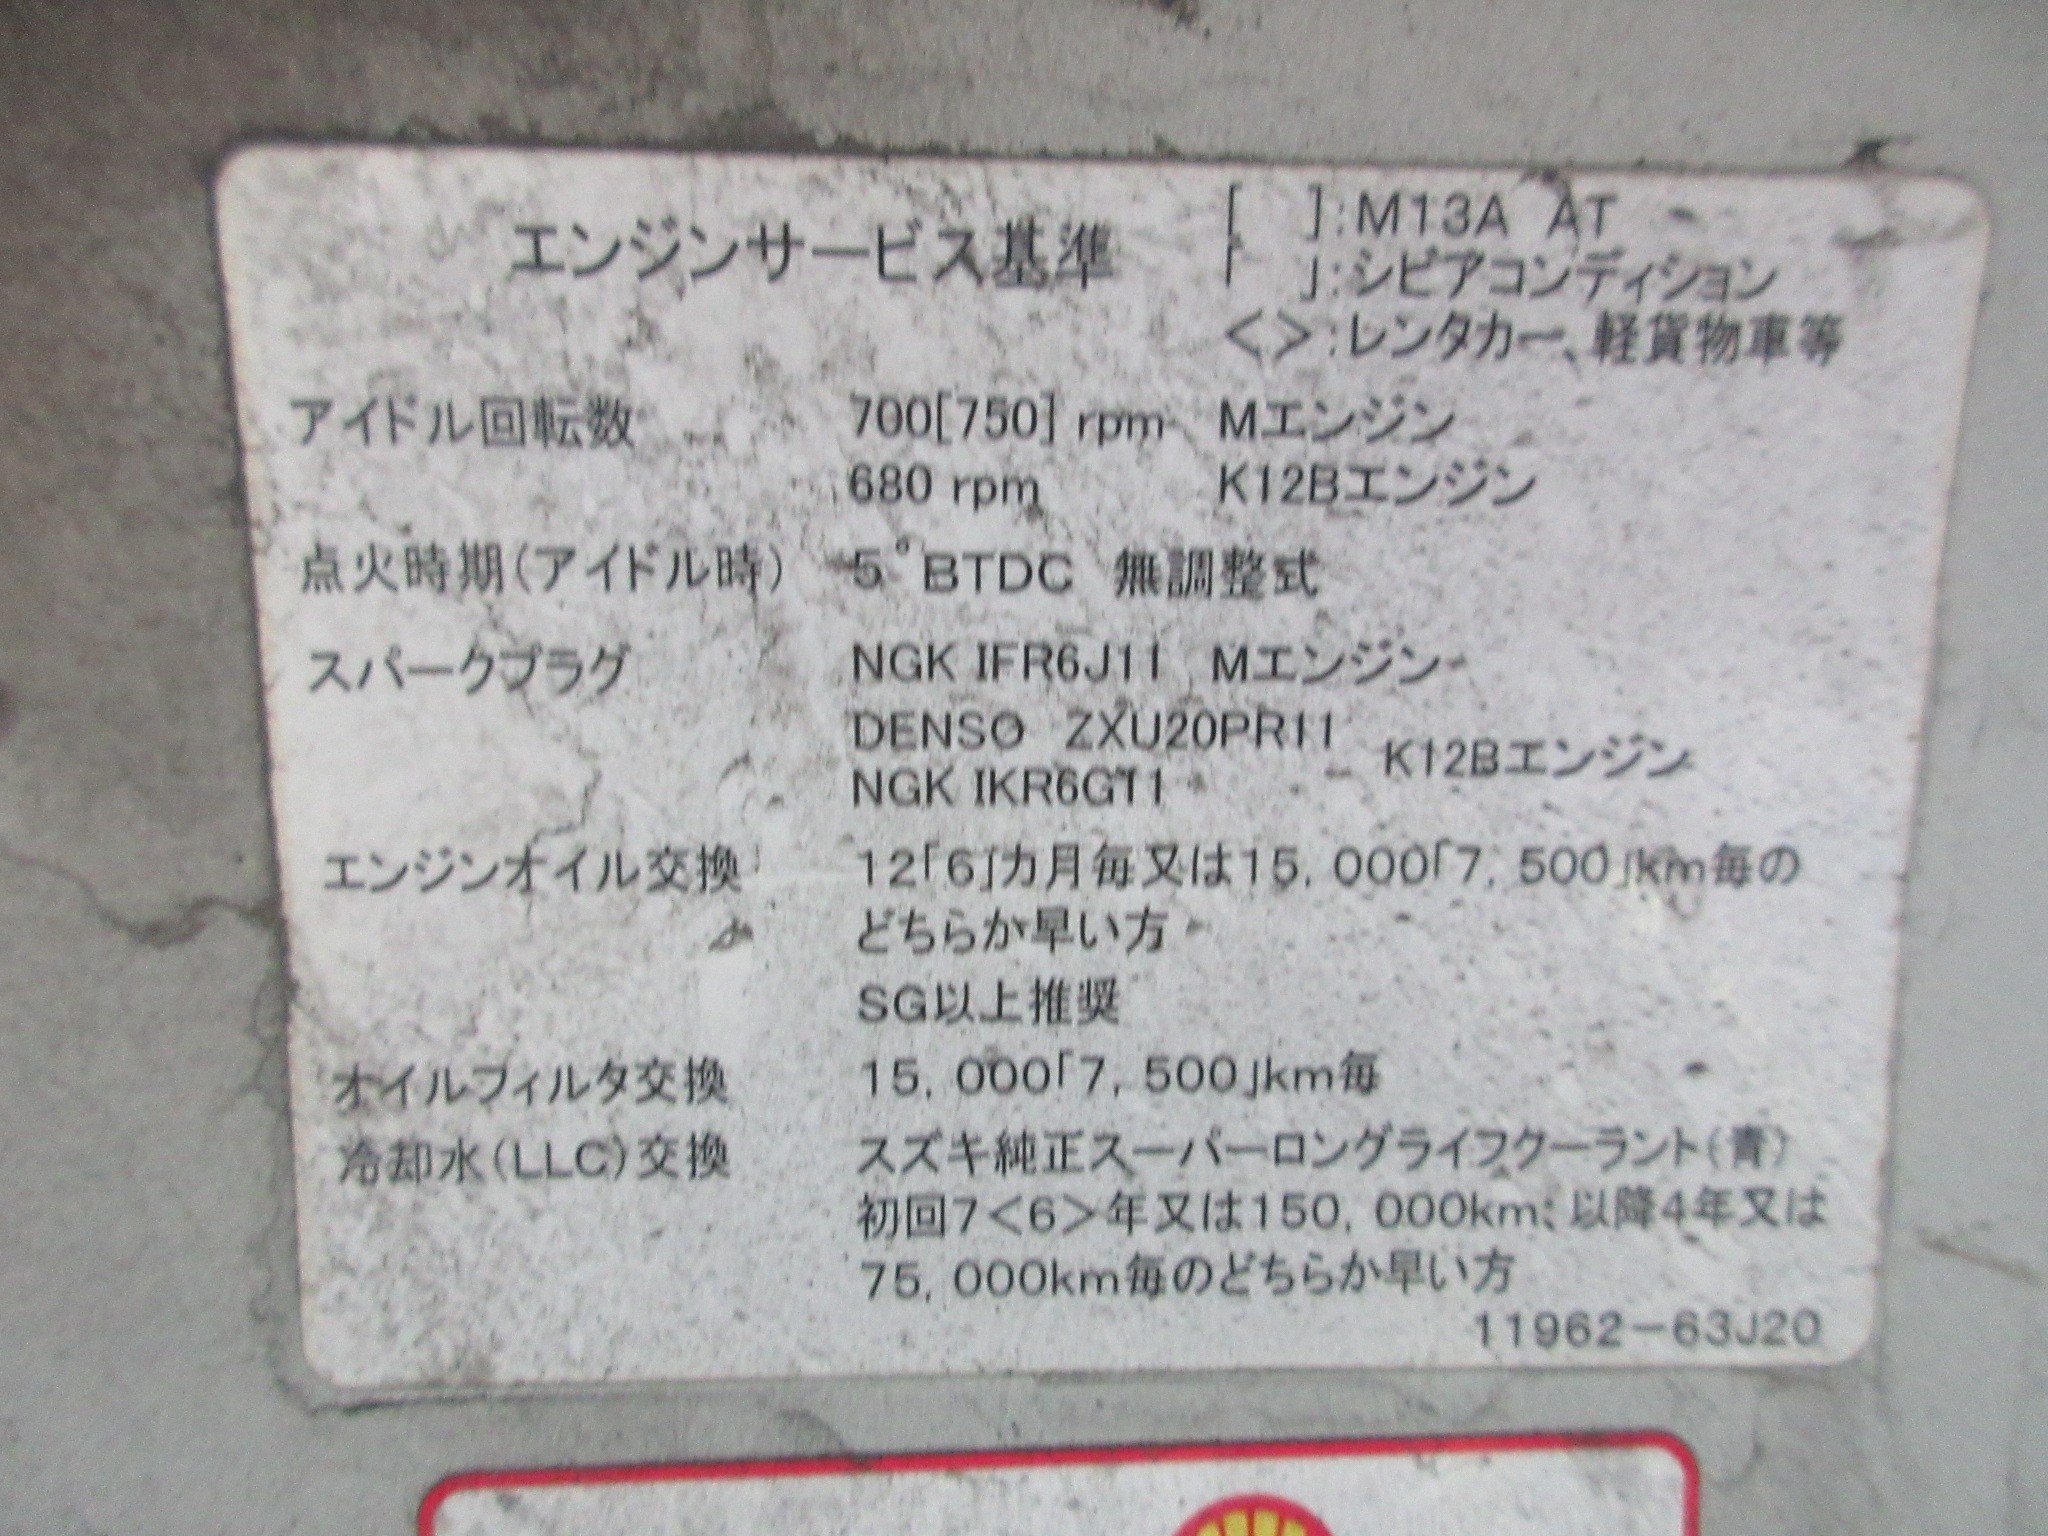 エンジンサービス基準
[ ]:M13A AT
「 」:シビアコンディション
<>:レンタカー、軽貨物車等
アイドル回転数 700[750] rpm Mエンジン
680 rpm K12Bエンジン
点火時期(アイドル時) 5°BTDC 無調整式
スパークプラグ NGK IFR6J11 Mエンジン
DENSO ZXU20PR11
K12Bエンジン
NGK IKR6G11
エンジンオイル交換 12「6」カ月毎又は15,000「7,500」km毎の
どちらか早い方
SG以上推奨
オイルフィルタ交換 15,000「7,500」km毎
冷却水(LLC)交換 スズキ純正スーパーロングライフクーラント(青)
初回7<6>年又は150,000km、以降4年又は
75,000km毎のどちらか早い方
11962-63J20